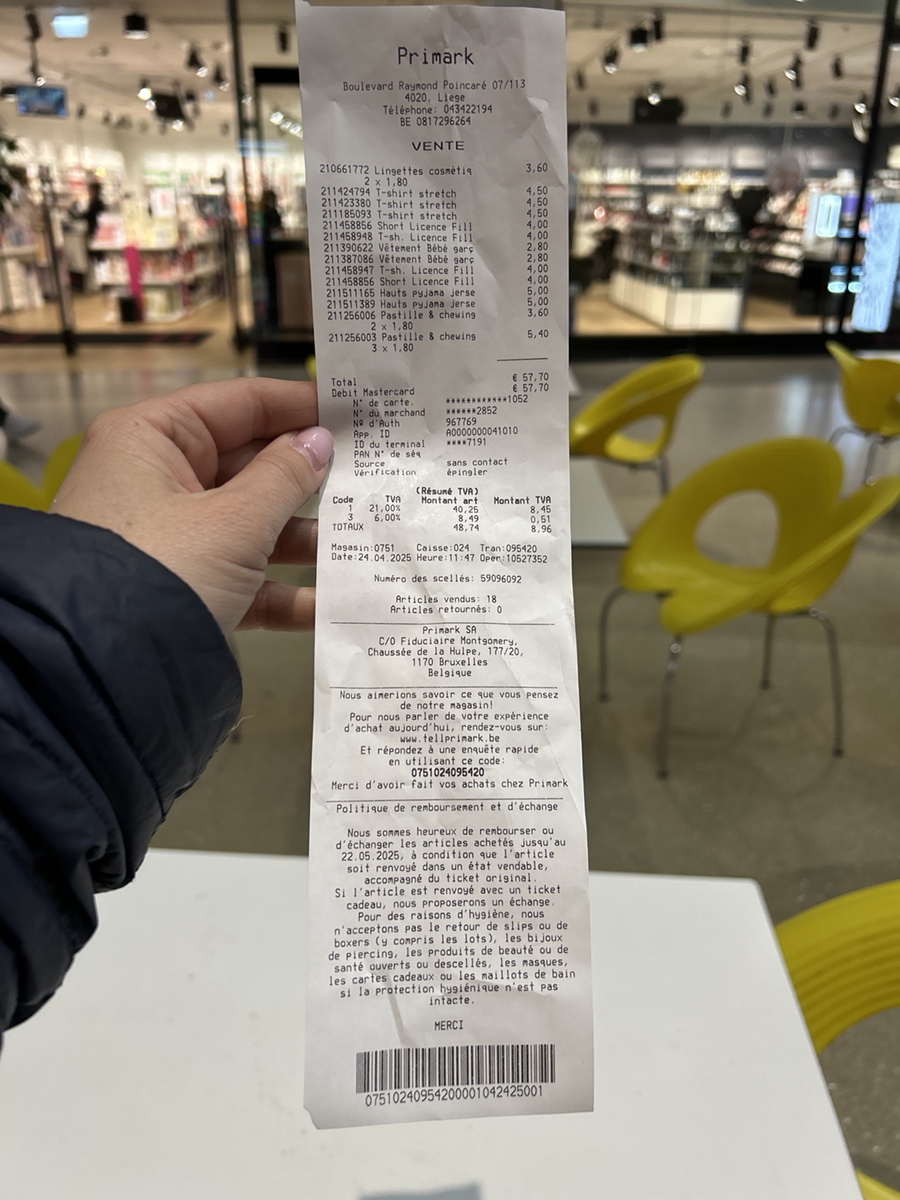 Primark
Boulevard Raymond Poincaré 07/113
4020, Liege
Téléphone: 043422194
BE 0817296264
VENTE
210661772 Lingettes cosmétiq 3,60
2 x 1,80
211424794 T-shirt stretch 4,50
211423380 T-shirt stretch 4,50
211185093 T-shirt stretch 4,50
211458856 Short Licence Fill 4,00
211458948 T-sh. Licence Fill 4,00
211390622 Vêtement Bébé garç 2,80
211387086 Vêtement Bébé garç 2,80
211458947 T-sh. Licence Fill 4,00
211458856 Short Licence Fill 4,00
211511165 Hauts pyjama jerse 5,00
211511389 Hauts pyjama jerse 5,00
211256006 Pastille & chewing 3,60
2 x 1,80
211256003 Pastille & chewing 5,40
3 x 1,80
Total € 57,70
Debit Mastercard € 57,70
N° de carte. ************1052
N° du marchand ******2852
Nº d'Auth 967769
App. ID A0000000041010
ID du terminal ****7191
PAN N° de séq
Source sans contact
Vérification épingler
(Résumé TVA)
Code TVA Montant art Montant TVA
1 21,00% 40,25 8,45
3 6,00% 8,49 0,51
TOTAUX 48,74 8,96
Magasin:0751 Caisse:024 Tran:095420
Date:24.04.2025 Heure:11:47 Oper:10527352
Numéro des scellés: 59096092
Articles vendus: 18
Articles retournés: 0
Primark SA
C/O Fiduciaire Montgomery,
Chaussée de la Hulpe, 177/20,
1170 Bruxelles
Belgique
Nous aimerions savoir ce que vous pensez
de notre magasin!
Pour nous parler de votre expérience
d'achat aujourd'hui, rendez-vous sur:
www.tellprimark.be
Et répondez à une enquête rapide
en utilisant ce code:
0751024095420
Merci d'avoir fait vos achats chez Primark
Politique de remboursement et d'échange
Nous sommes heureux de rembourser ou
d'échanger les articles achetés jusqu'au
22.05.2025, à condition que l'article
soit renvoyé dans un état vendable,
accompagné du ticket original.
Si l'article est renvoyé avec un ticket
cadeau, nous proposerons un échange.
Pour des raisons d'hygiène, nous
n'acceptons pas le retour de slips ou de
boxers (y compris les lots), les bijoux
de piercing, les produits de beauté ou de
santé ouverts ou descellés, les masques,
les cartes cadeaux ou les maillots de bain
si la protection hygiénique n'est pas
intacte.
MERCI
07510240954200001042425001